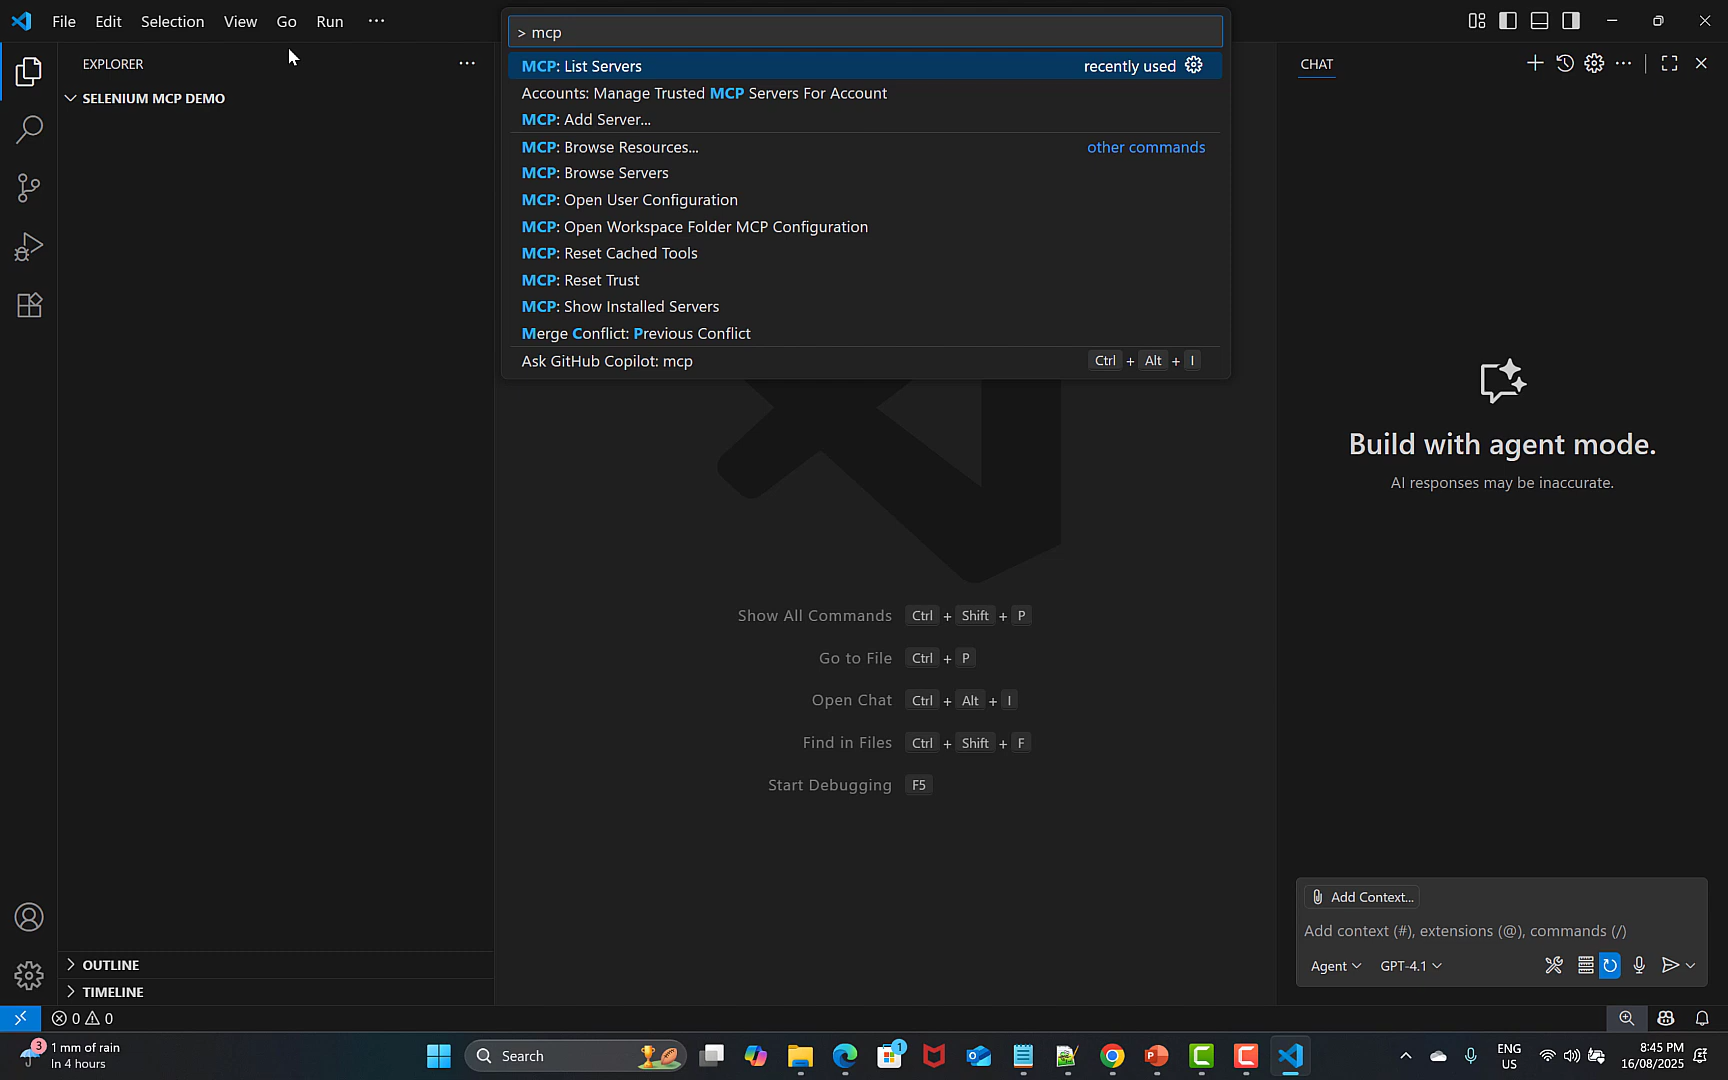 File Edit Selection View Go Run ···
> mcp
MCP: List Servers recently used
Accounts: Manage Trusted MCP Servers For Account
MCP: Add Server...
MCP: Browse Resources... other commands
MCP: Browse Servers
MCP: Open User Configuration
MCP: Open Workspace Folder MCP Configuration
MCP: Reset Cached Tools
MCP: Reset Trust
MCP: Show Installed Servers
Merge Conflict: Previous Conflict
Ask GitHub Copilot: mcp Ctrl + Alt + I
EXPLORER
SELENIUM MCP DEMO
OUTLINE
TIMELINE
Show All Commands Ctrl + Shift + P
Go to File Ctrl + P
Open Chat Ctrl + Alt + I
Find in Files Ctrl + Shift + F
Start Debugging F5
CHAT
Build with agent mode.
AI responses may be inaccurate.
Add Context...
Add context (#), extensions (@), commands (/)
Agent GPT-4.1
0 0
3
1 mm of rain
In 4 hours
Search
1
ENG
US
8:45 PM
16/08/2025